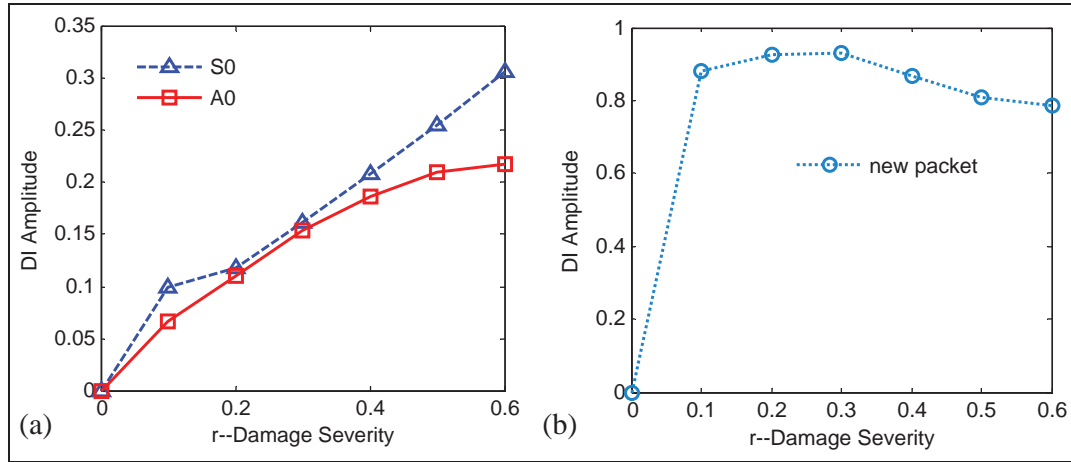 0.35
0.3
0.25
0.2
0.15
0.1
0.05
0
DI Amplitude
S0
A0
0 0.2 0.4 0.6
r--Damage Severity
(a)
1
0.8
0.6
0.4
0.2
0
DI Amplitude
new packet
0 0.1 0.2 0.3 0.4 0.5 0.6
r--Damage Severity
(b)